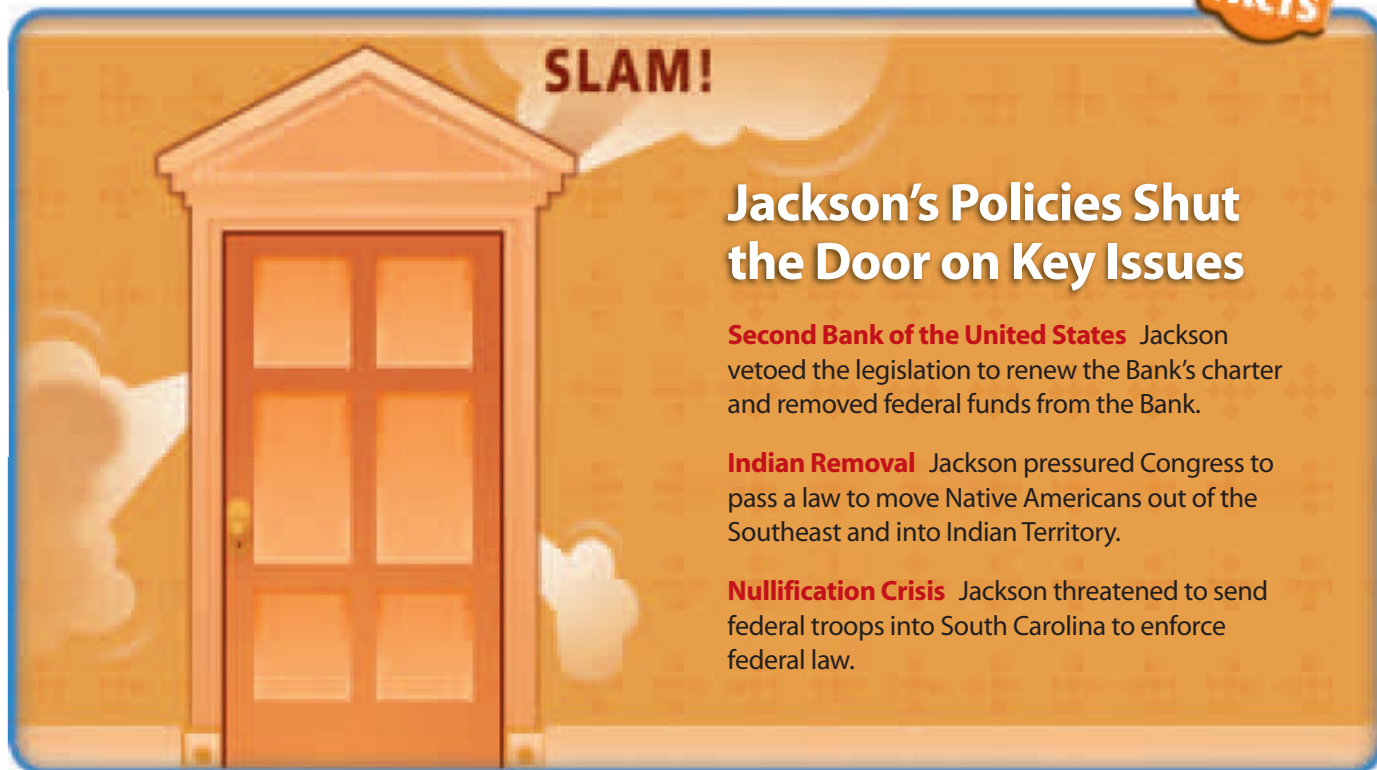 SLAM!
Jackson’s Policies Shut
the Door on Key Issues
Second Bank of the United States Jackson
vetoed the legislation to renew the Bank’s charter
and removed federal funds from the Bank.
Indian Removal Jackson pressured Congress to
pass a law to move Native Americans out of the
Southeast and into Indian Territory.
Nullification Crisis Jackson threatened to send
federal troops into South Carolina to enforce
federal law.